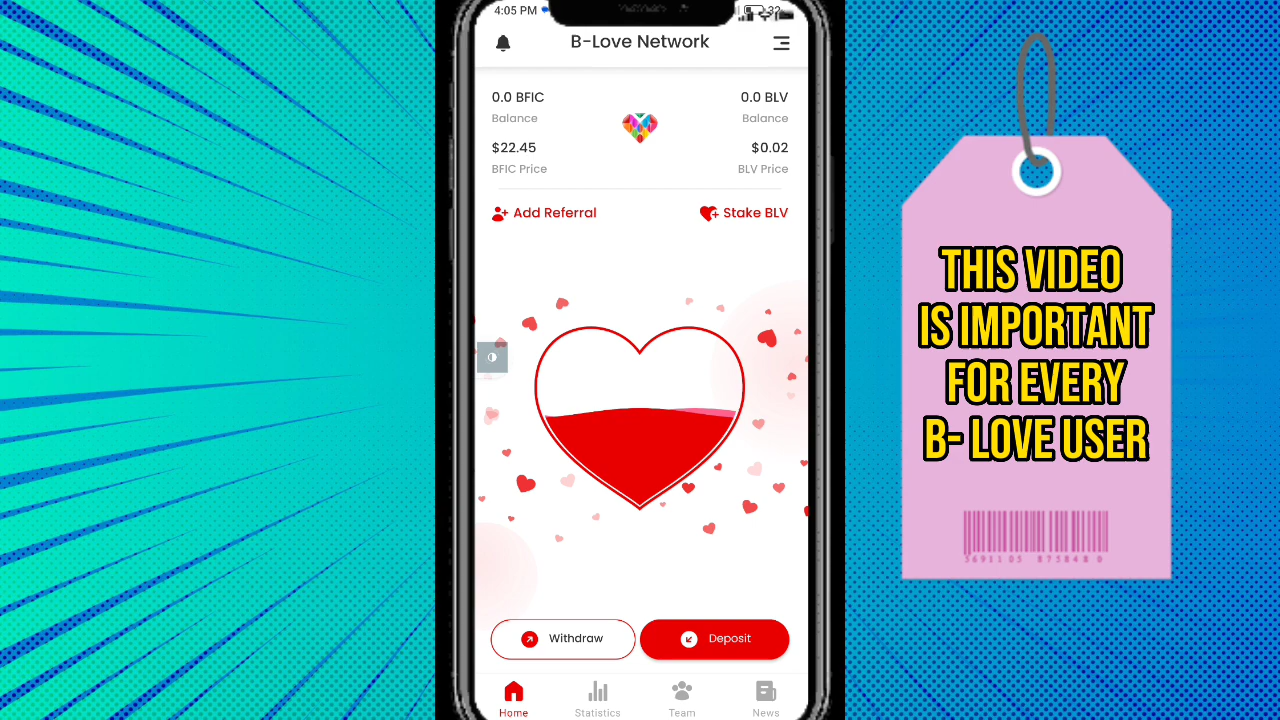 4:05 PM
32
B-Love Network
0.0 BFIC
0.0 BLV
Balance
Balance
$22.45
$0.02
BFIC Price
BLV Price
Add Referral
Stake BLV
Withdraw
Deposit
Home
Statistics
Team
News
THIS VIDEO
IS IMPORTANT
FOR EVERY
B- LOVE USER